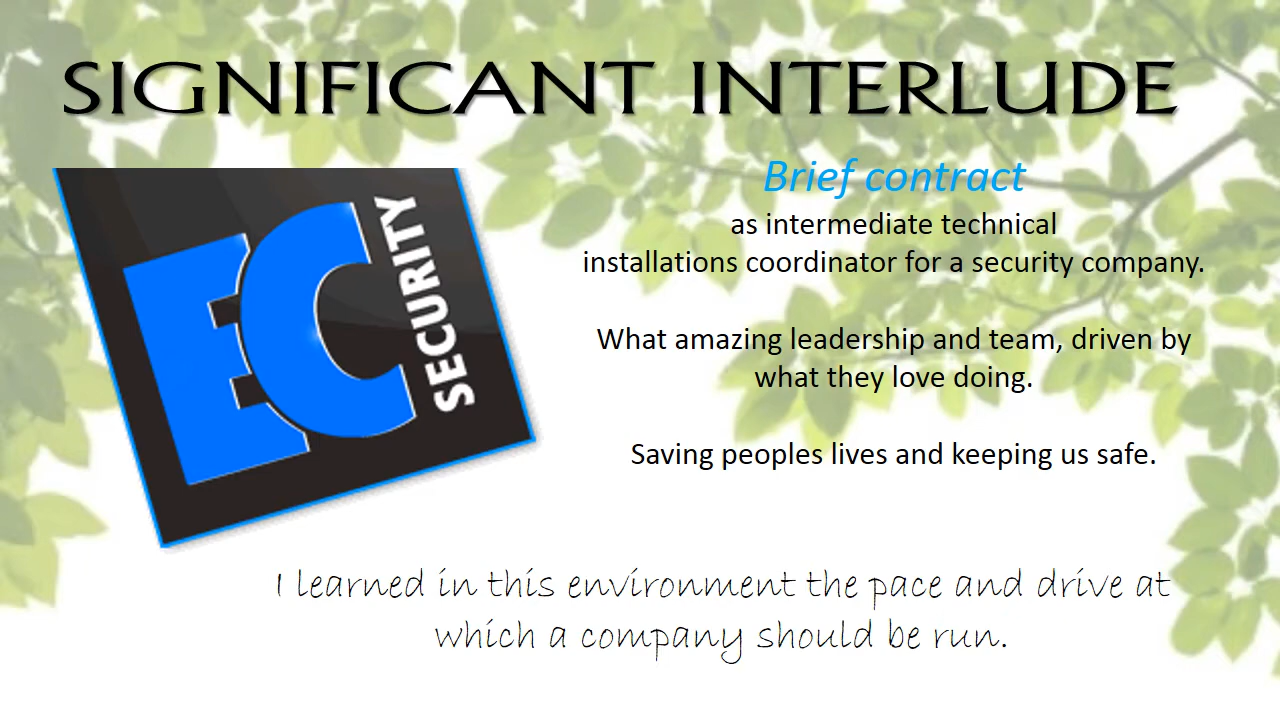 SIGNIFICANT INTERLUDE
EC
SECURITY
Brief contract
as intermediate technical
installations coordinator for a security company.
What amazing leadership and team, driven by
what they love doing.
Saving peoples lives and keeping us safe.
I learned in this environment the pace and drive at
which a company should be run.